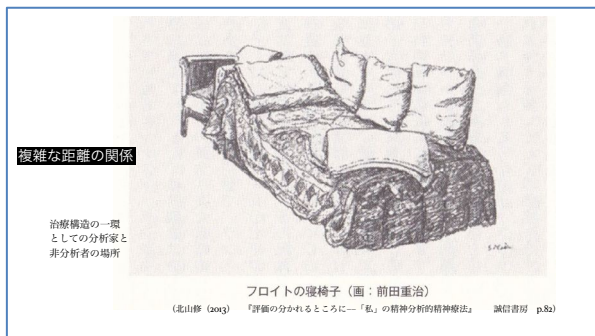 複雑な距離の関係
治療構造の一環
としての分析家と
非分析者の場所
フロイトの寝椅子（画：前田重治）
（北山修（2013） 『評価の分かれるところに―「私」の精神分析的精神療法』 誠信書房 p.82）